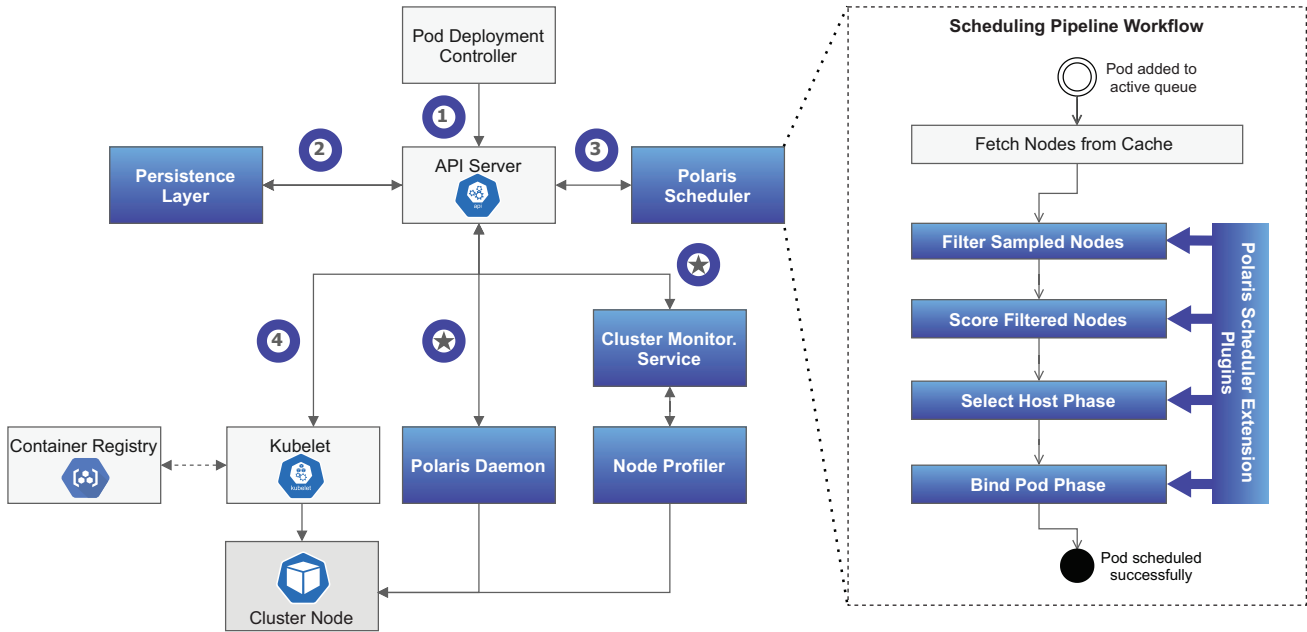 Pod Deployment
Controller
1
2
3
Persistence
Layer
API Server
api
Polaris
Scheduler
4
Cluster Monitor.
Service
Container Registry
Kubelet
kubelet
Polaris Daemon
Node Profiler
Cluster Node
Scheduling Pipeline Workflow
Pod added to
active queue
Fetch Nodes from Cache
Filter Sampled Nodes
Score Filtered Nodes
Select Host Phase
Bind Pod Phase
Polaris Scheduler Extension
Plugins
Pod scheduled
successfully